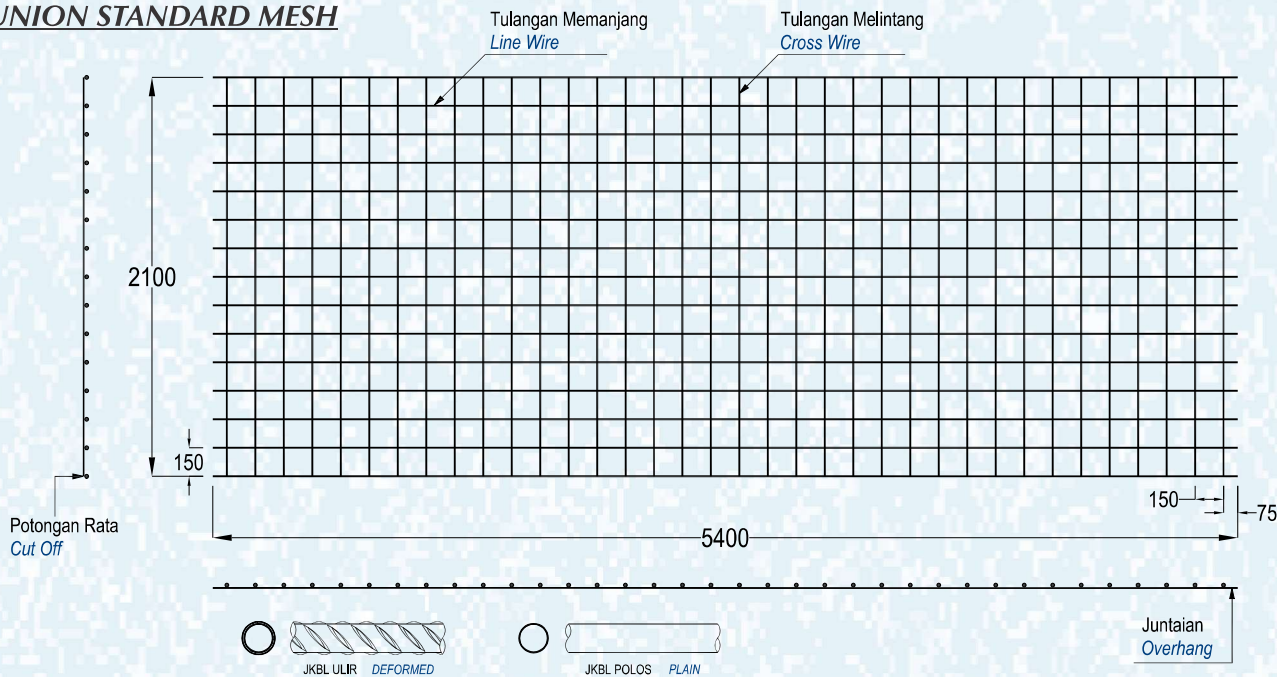 UNION STANDARD MESH
Tulangan Memanjang
Line Wire
Tulangan Melintang
Cross Wire
2100
150
Potongan Rata
Cut Off
150
75
5400
Juntaian
Overhang
JKBL ULIR DEFORMED
JKBL POLOS PLAIN